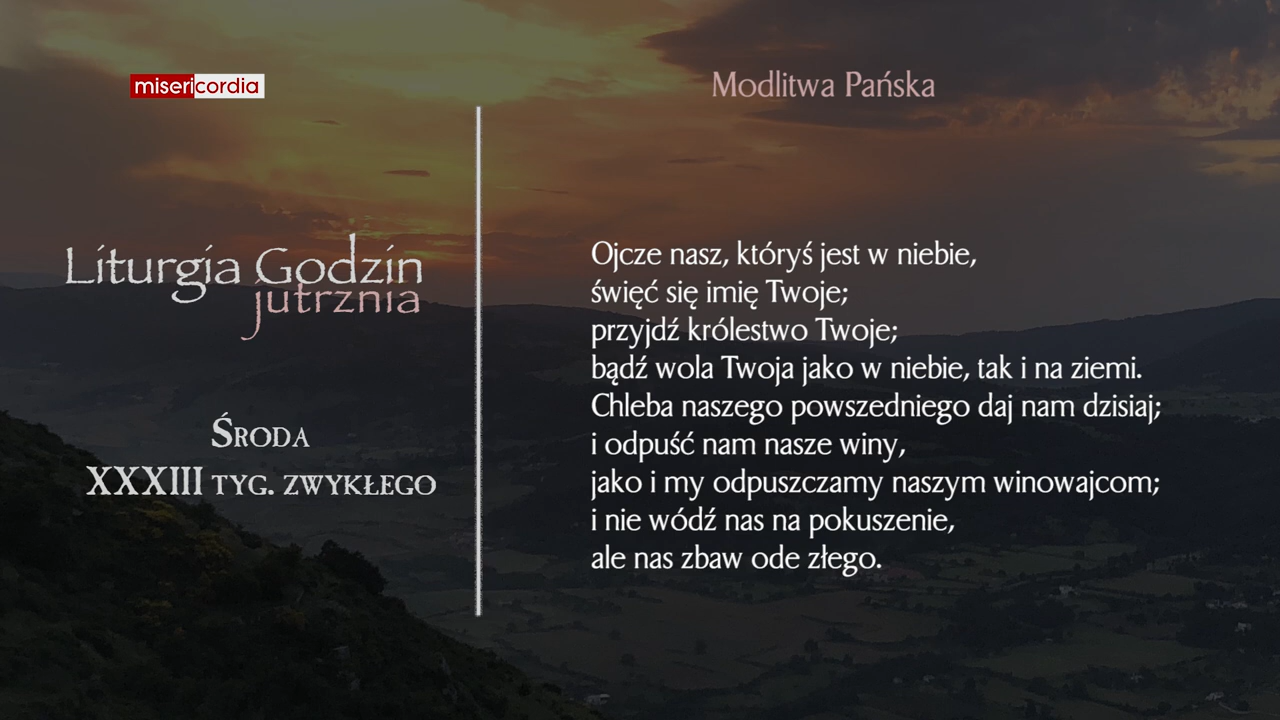 misericordia
Liturgia Godzin
jutrznia
Środa
XXXIII tyg. zwykłego
Modlitwa Pańska
Ojcze nasz, któryś jest w niebie,
święć się imię Twoje;
przyjdź królestwo Twoje;
bądź wola Twoja jako w niebie, tak i na ziemi.
Chleba naszego powszedniego daj nam dzisiaj;
i odpuść nam nasze winy,
jako i my odpuszczamy naszym winowajcom;
i nie wódź nas na pokuszenie,
ale nas zbaw ode złego.